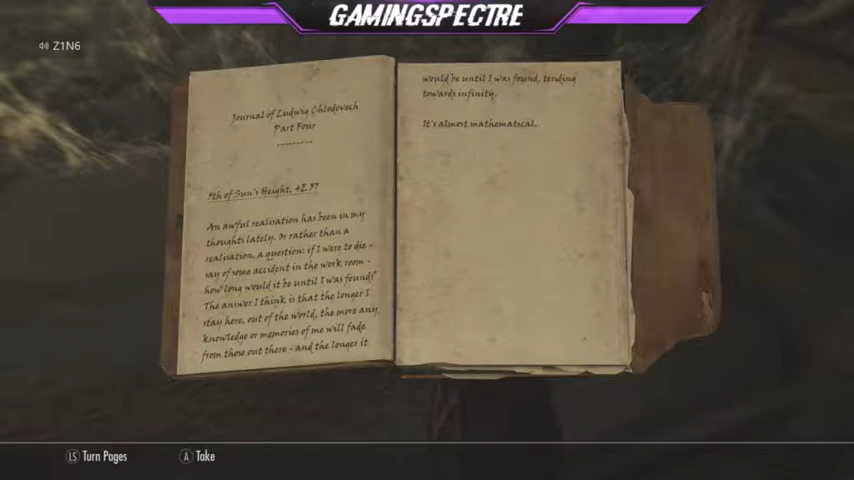 GAMINGSPECTRE
Z1N6
Journal of Ludwig Chlodovech
Part Four
---------
5th of Sun's Height, 4E 37
An awful realisation has been in my
thoughts lately. Or rather than a
realisation, a question: if I were to die -
say of some accident in the work room -
how long would it be until I was found?
The answer I think is that the longer I
stay here, out of the world, the more any
knowledge or memories of me will fade
from those out there - and the longer it
would be until I was found, tending
towards infinity.
It's almost mathematical.
LS Turn Pages
A Take